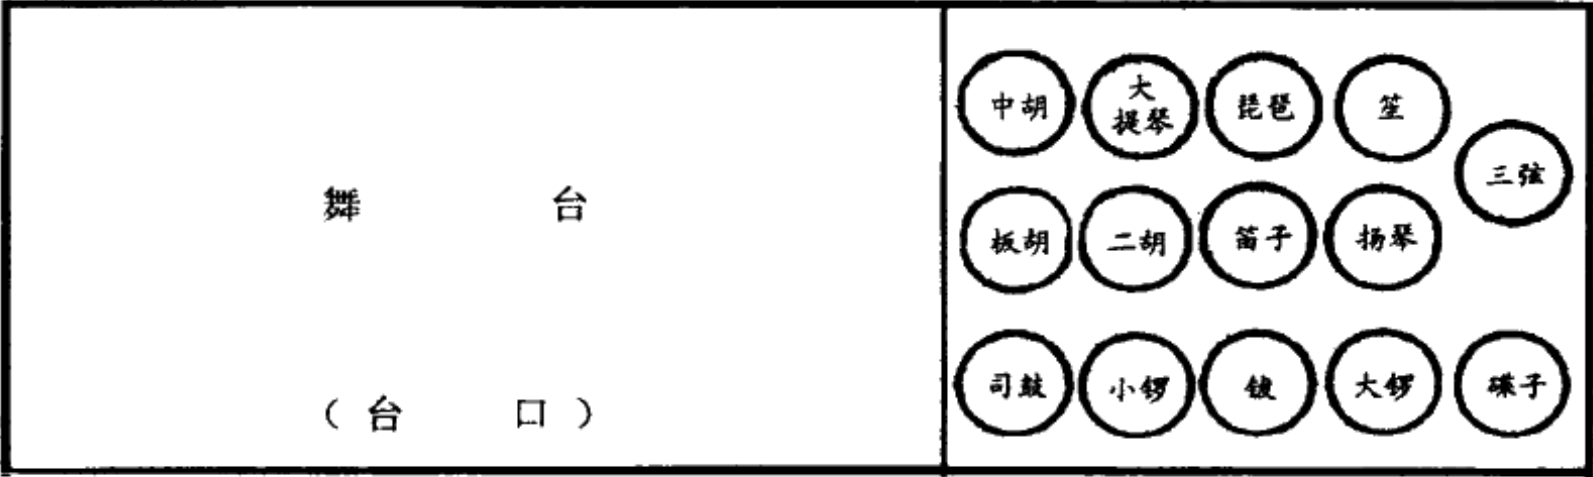 舞台
（台口）
中胡
大
提琴
琵琶
笙
三弦
板胡
二胡
笛子
扬琴
司鼓
小锣
钹
大锣
碟子